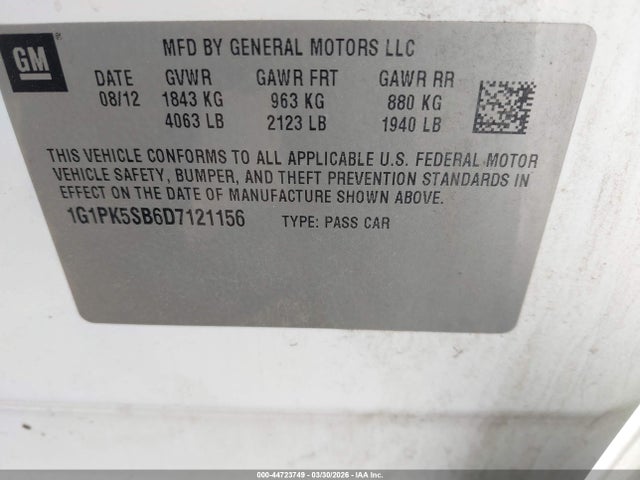 GM
MFD BY GENERAL MOTORS LLC
DATE GVWR GAWR FRT GAWR RR
08/12 1843 KG 963 KG 880 KG
4063 LB 2123 LB 1940 LB
THIS VEHICLE CONFORMS TO ALL APPLICABLE U.S. FEDERAL MOTOR
VEHICLE SAFETY, BUMPER, AND THEFT PREVENTION STANDARDS IN
EFFECT ON THE DATE OF MANUFACTURE SHOWN ABOVE.
1G1PK5SB6D7121156 TYPE: PASS CAR
000-44723749 - 03/30/2026 - IAAI, Inc.